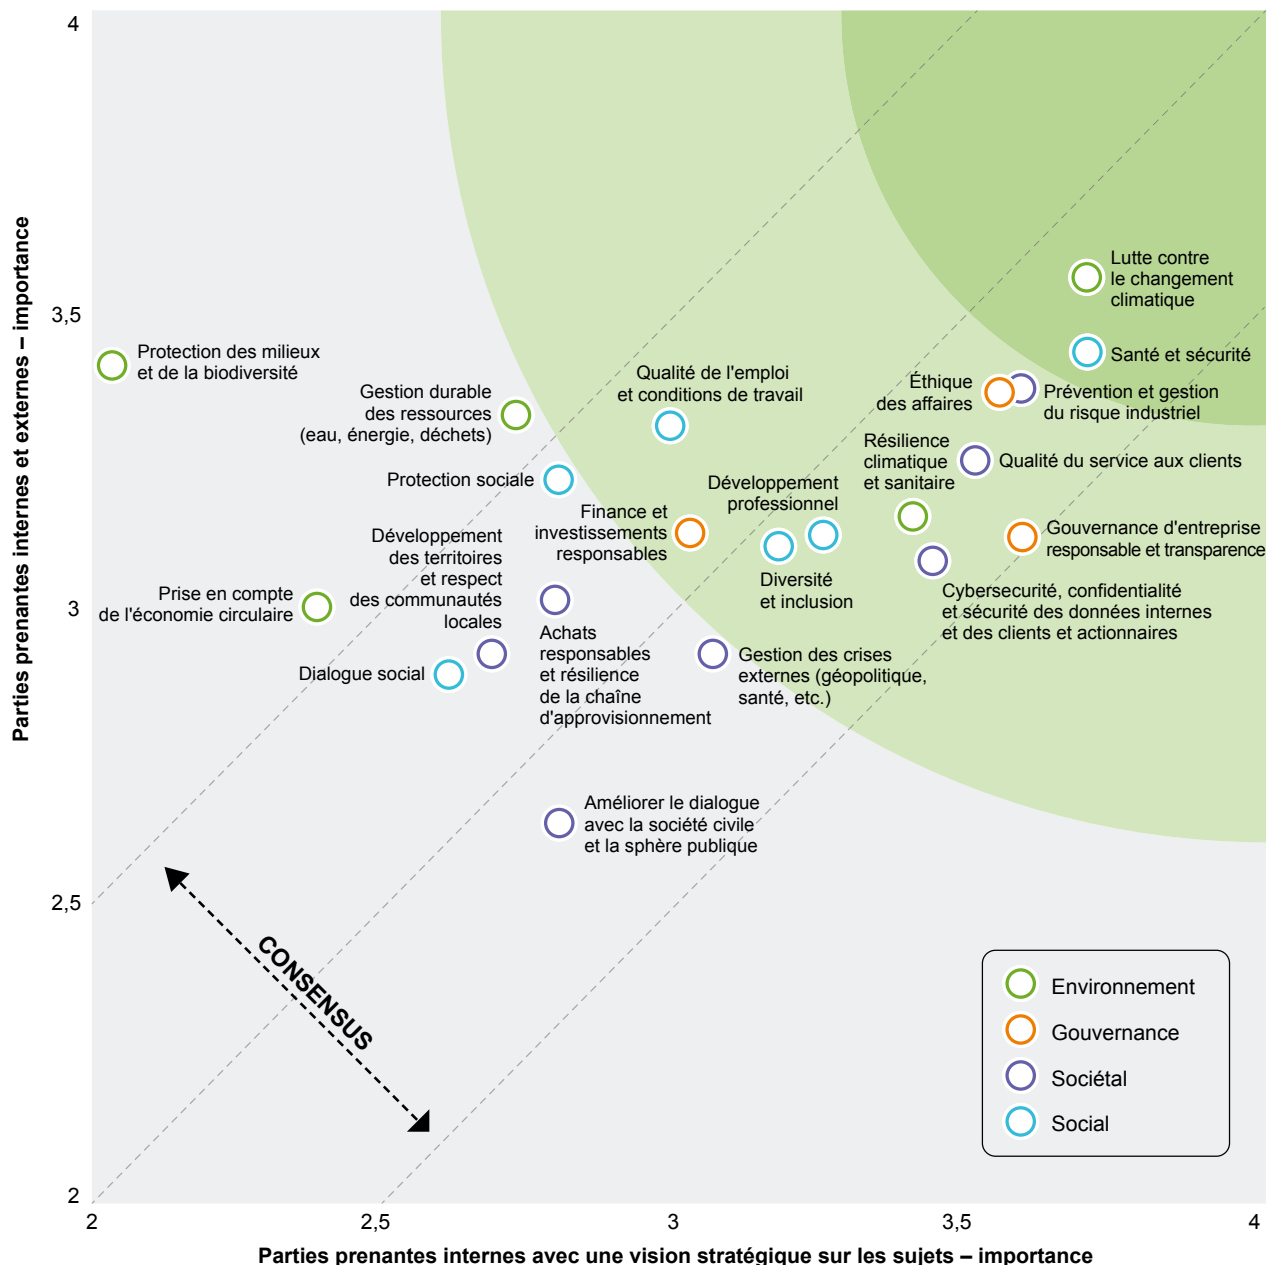 4
3,5
3
2,5
2
Parties prenantes internes et externes – importance
Lutte contre
le changement
climatique
Santé et sécurité
Protection des milieux
et de la biodiversité
Gestion durable
des ressources
(eau, énergie, déchets)
Qualité de l'emploi
et conditions de travail
Éthique
des affaires
Prévention et gestion
du risque industriel
Résilience
climatique
et sanitaire
Qualité du service aux clients
Protection sociale
Développement
professionnel
Finance et
investissements
responsables
Gouvernance d'entreprise
responsable et transparence
Développement
des territoires
et respect
des communautés
locales
Diversité
et inclusion
Cybersecurité, confidentialité
et sécurité des données internes
et des clients et actionnaires
Prise en compte
de l'économie circulaire
Achats
responsables
et résilience
de la chaîne
d'approvisionnement
Gestion des crises
externes (géopolitique,
santé, etc.)
Dialogue social
Améliorer le dialogue
avec la société civile
et la sphère publique
CONSENSUS
Environnement
Gouvernance
Sociétal
Social
2
2,5
3
3,5
4
Parties prenantes internes avec une vision stratégique sur les sujets – importance